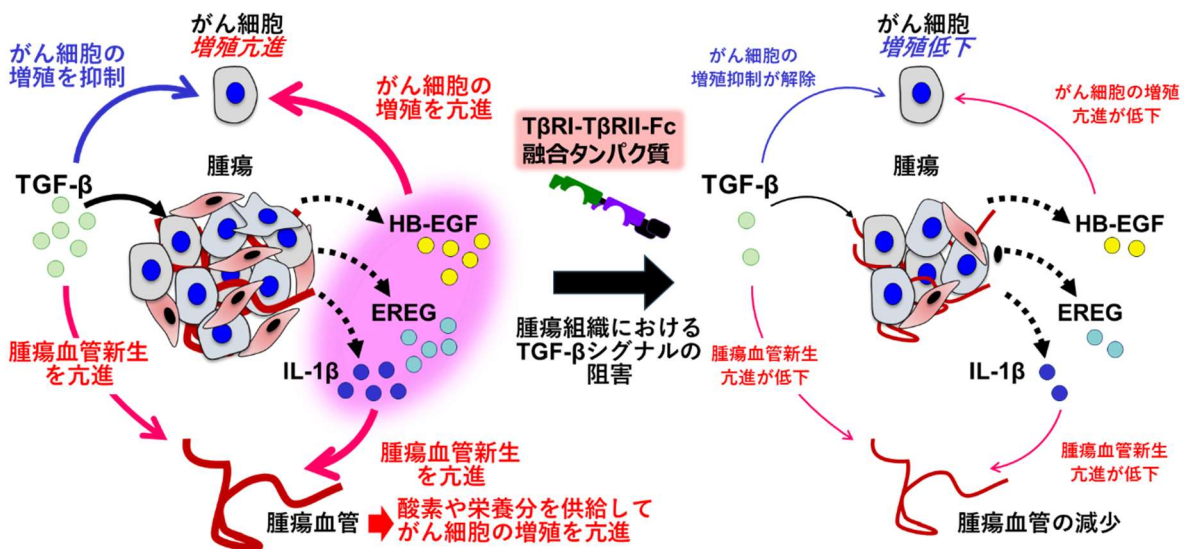 がん細胞
増殖亢進
がん細胞の
増殖を抑制
がん細胞の
増殖を亢進
TGF-β
腫瘍
HB-EGF
EREG
IL-1β
腫瘍血管新生
を亢進
腫瘍血管新生
を亢進
腫瘍血管
酸素や栄養分を供給して
がん細胞の増殖を亢進
TβRI-TβRII-Fc
融合タンパク質
腫瘍組織における
TGF-βシグナルの
阻害
がん細胞
増殖低下
がん細胞の
増殖抑制が解除
がん細胞の増殖
亢進が低下
TGF-β
腫瘍
HB-EGF
EREG
IL-1β
腫瘍血管新生
亢進が低下
腫瘍血管新生
亢進が低下
腫瘍血管の減少